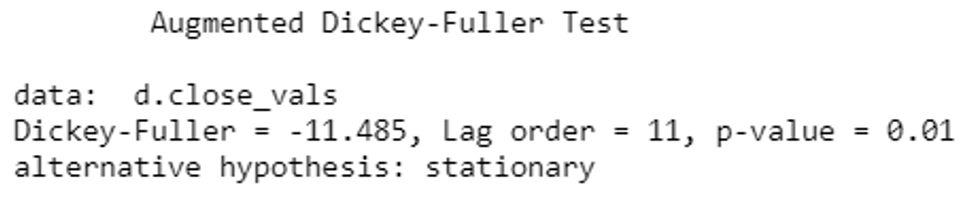 Augmented Dickey-Fuller Test
data: d.close_vals
Dickey-Fuller = -11.485, Lag order = 11, p-value = 0.01
alternative hypothesis: stationary